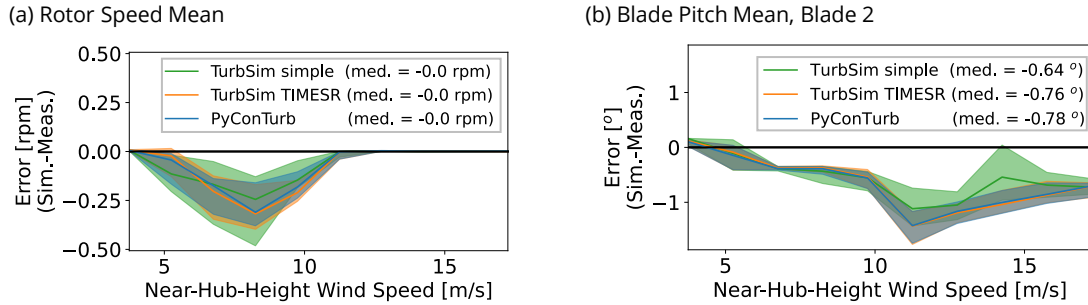 (a) Rotor Speed Mean
0.50
0.25
0.00
−0.25
−0.50
Error [rpm]
(Sim.-Meas.)
TurbSim simple (med. = -0.0 rpm)
TurbSim TIMESR (med. = -0.0 rpm)
PyConTurb (med. = -0.0 rpm)
5 10 15
Near-Hub-Height Wind Speed [m/s]
(b) Blade Pitch Mean, Blade 2
1
0
−1
Error [°]
(Sim.-Meas.)
TurbSim simple (med. = -0.64 °)
TurbSim TIMESR (med. = -0.76 °)
PyConTurb (med. = -0.78 °)
5 10 15
Near-Hub-Height Wind Speed [m/s]